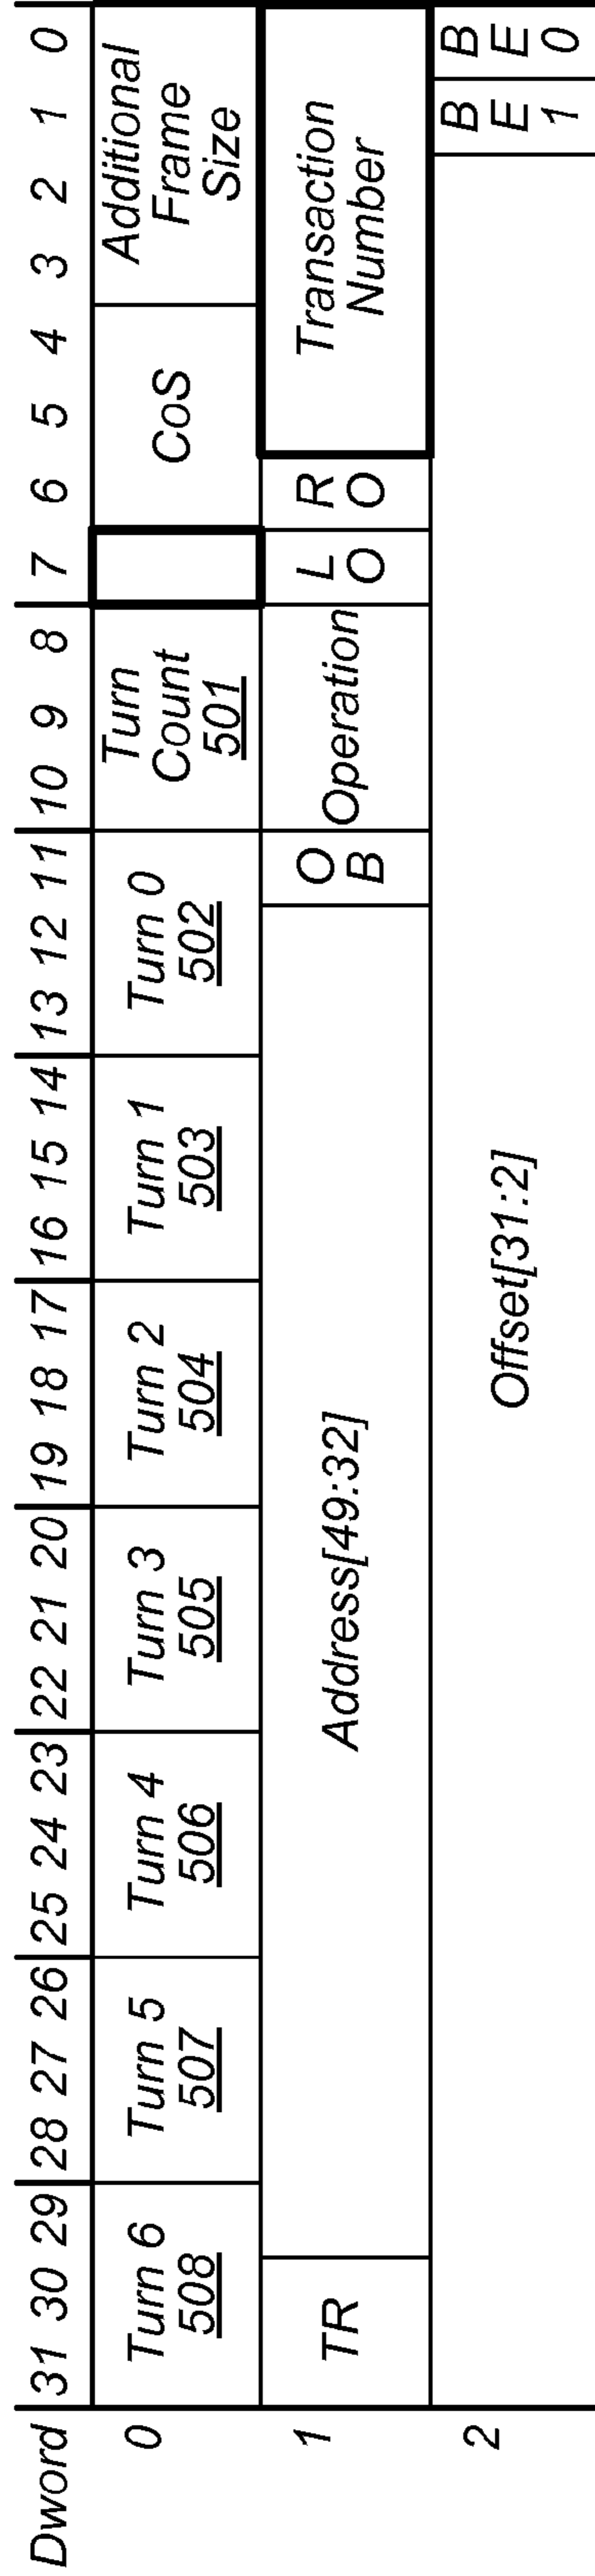 Dword 31 30 29 28 27 26 25 24 23 22 21 20 19 18 17 16 15 14 13 12 11 10 9 8 7 6 5 4 3 2 1 0
0
Turn 6
508
Turn 5
507
Turn 4
506
Turn 3
505
Turn 2
504
Turn 1
503
Turn 0
502
Turn
Count
501
CoS
Additional
Frame
Size
1
TR
Address[49:32]
O
B
Operation
L
O
R
O
Transaction
Number
2
Offset[31:2]
B
E
1
B
E
0